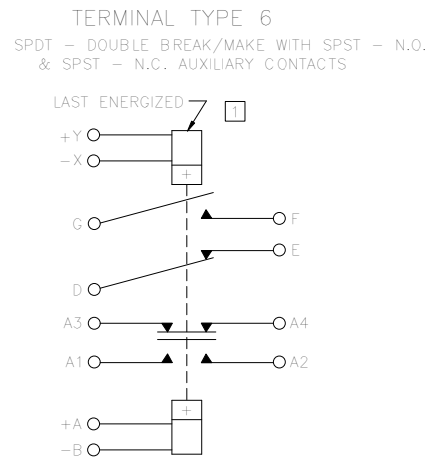 TERMINAL TYPE 6
SPDT – DOUBLE BREAK/MAKE WITH SPST – N.O.
& SPST – N.C. AUXILIARY CONTACTS
LAST ENERGIZED
1
+Y
–X
+
G
F
E
D
A3
A4
A1
A2
+
+A
–B